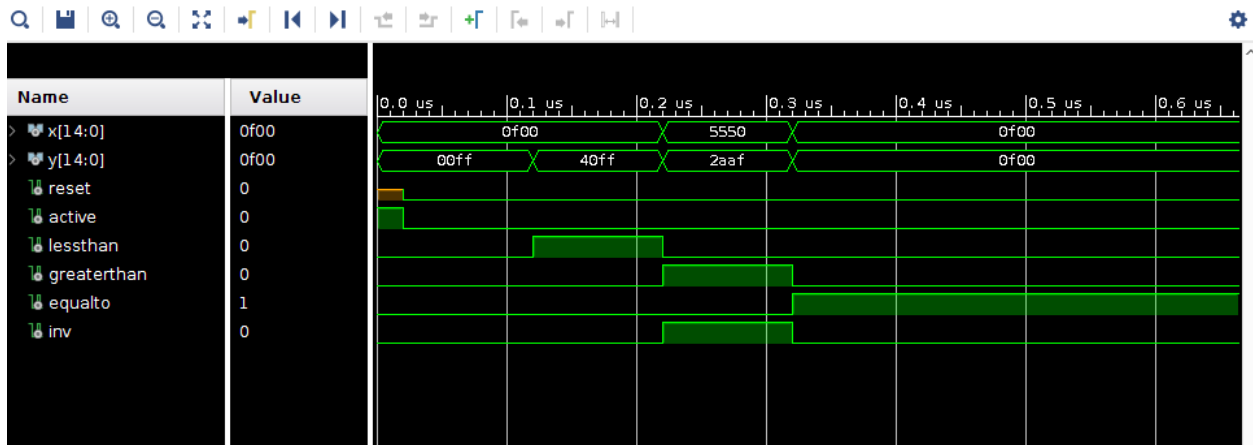 Name Value
0.0 us 0.1 us 0.2 us 0.3 us 0.4 us 0.5 us 0.6 us
x[14:0] 0f00 0f00 5550 0f00
y[14:0] 0f00 00ff 40ff 2aaf 0f00
reset 0
active 0
lessthan 0
greaterthan 0
equalto 1
inv 0